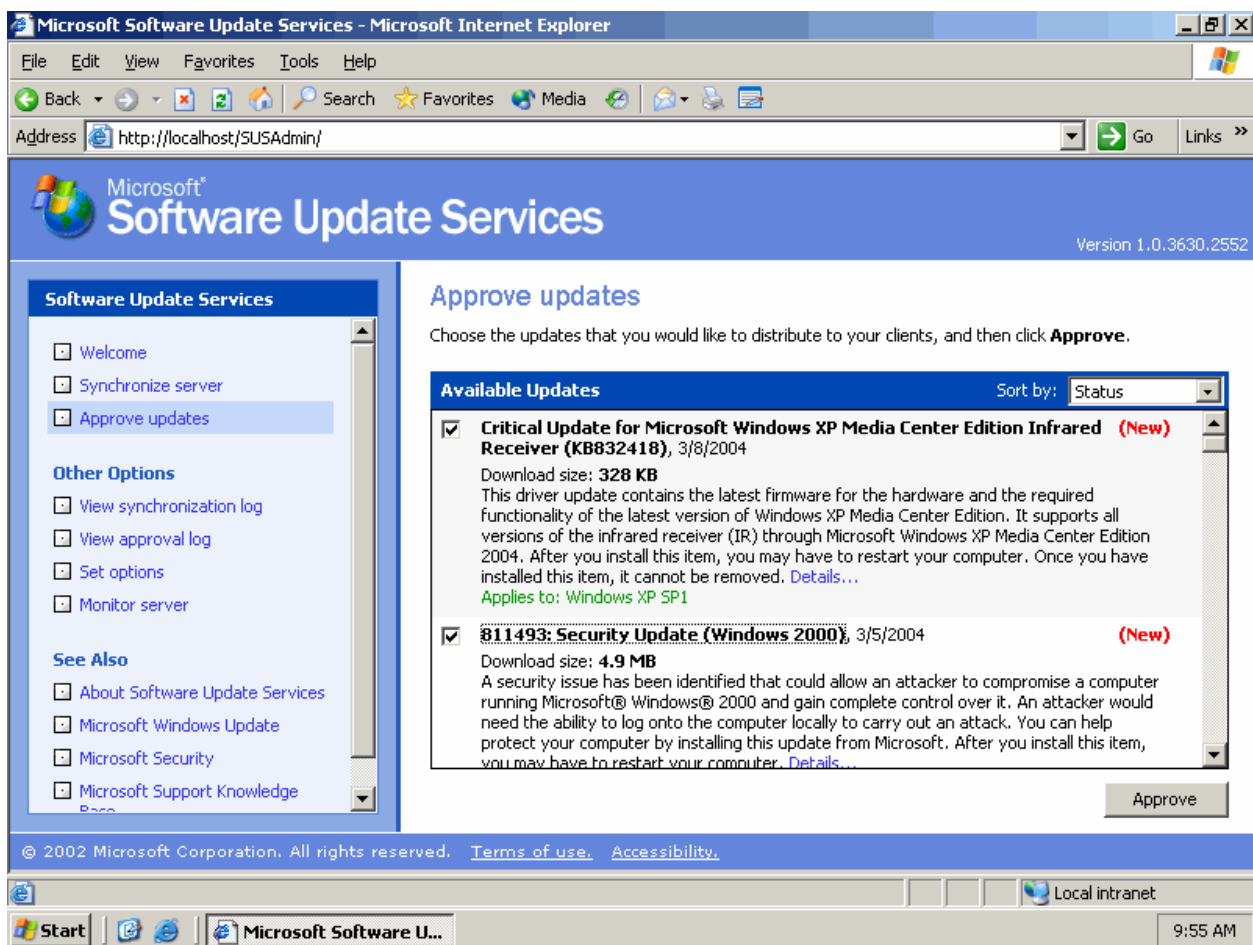 Microsoft Software Update Services - Microsoft Internet Explorer
File Edit View Favorites Tools Help
Back Search Favorites Media
Address http://localhost/SUSAdmin/ Go Links »
Microsoft®
Software Update Services
Version 1.0.3630.2552
Software Update Services
Welcome
Synchronize server
Approve updates
Other Options
View synchronization log
View approval log
Set options
Monitor server
See Also
About Software Update Services
Microsoft Windows Update
Microsoft Security
Microsoft Support Knowledge
Base
Approve updates
Choose the updates that you would like to distribute to your clients, and then click Approve.
Available Updates Sort by: Status
Critical Update for Microsoft Windows XP Media Center Edition Infrared (New)
Receiver (KB832418), 3/8/2004
Download size: 328 KB
This driver update contains the latest firmware for the hardware and the required
functionality of the latest version of Windows XP Media Center Edition. It supports all
versions of the infrared receiver (IR) through Microsoft Windows XP Media Center Edition
2004. After you install this item, you may have to restart your computer. Once you have
installed this item, it cannot be removed. Details...
Applies to: Windows XP SP1
811493: Security Update (Windows 2000), 3/5/2004 (New)
Download size: 4.9 MB
A security issue has been identified that could allow an attacker to compromise a computer
running Microsoft® Windows® 2000 and gain complete control over it. An attacker would
need the ability to log onto the computer locally to carry out an attack. You can help
protect your computer by installing this update from Microsoft. After you install this item,
you may have to restart your computer. Details...
Approve
© 2002 Microsoft Corporation. All rights reserved. Terms of use. Accessibility.
Local intranet
Start Microsoft Software U... 9:55 AM